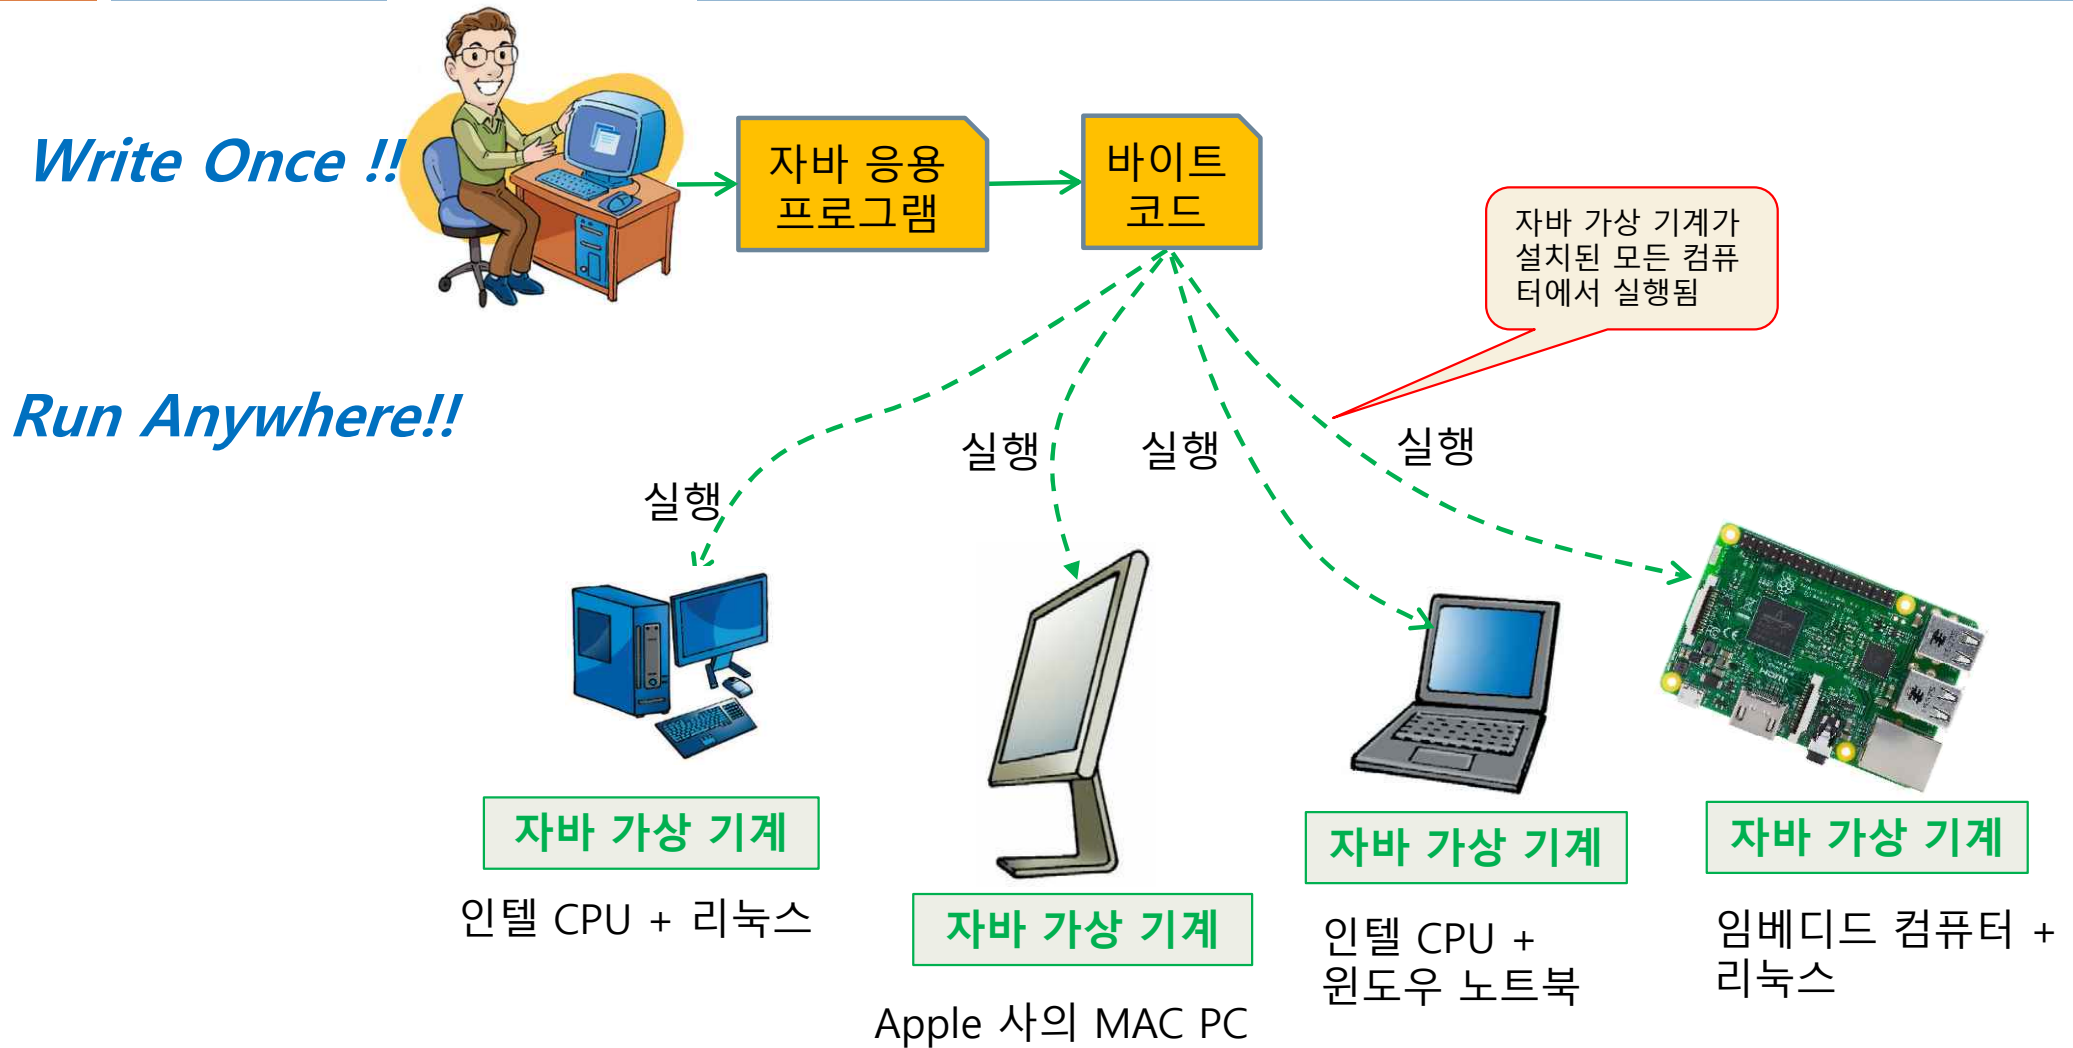 Write Once !!
자바 응용
프로그램
바이트
코드
자바 가상 기계가
설치된 모든 컴퓨
터에서 실행됨
Run Anywhere!!
실행
실행
실행
실행
자바 가상 기계
인텔 CPU + 리눅스
자바 가상 기계
Apple 사의 MAC PC
자바 가상 기계
인텔 CPU +
윈도우 노트북
자바 가상 기계
임베디드 컴퓨터 +
리눅스